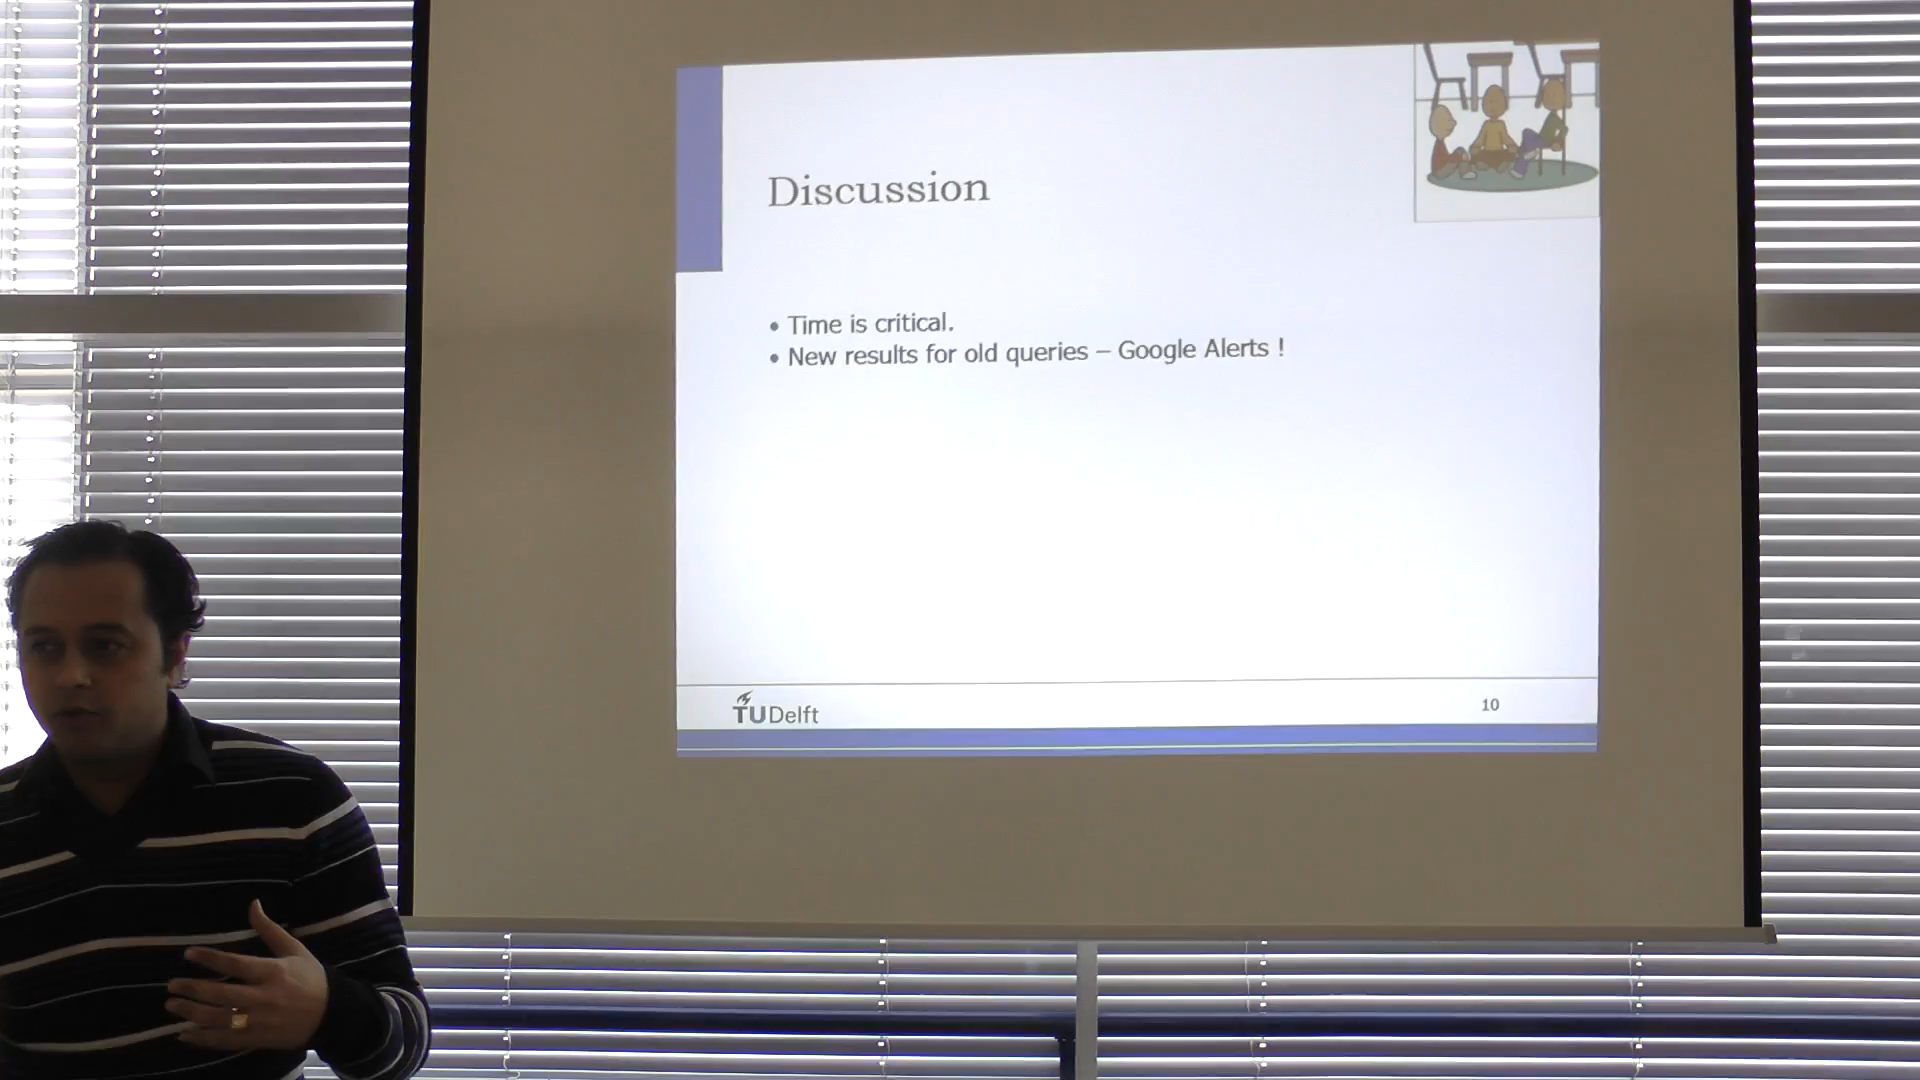 Discussion
• Time is critical.
• New results for old queries – Google Alerts !
TUDelft
10